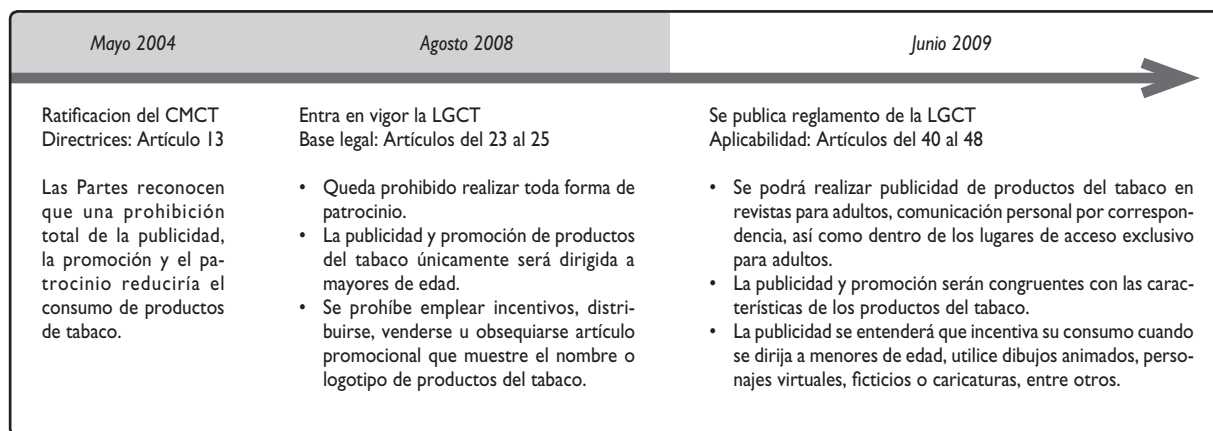 Mayo 2004
Agosto 2008
Junio 2009
Ratificacion del CMCT
Directrices: Artículo 13
Las Partes reconocen
que una prohibición
total de la publicidad,
la promoción y el pa-
trocinio reduciría el
consumo de productos
de tabaco.
Entra en vigor la LGCT
Base legal: Artículos del 23 al 25
• Queda prohibido realizar toda forma de
patrocinio.
• La publicidad y promoción de productos
del tabaco únicamente será dirigida a
mayores de edad.
• Se prohíbe emplear incentivos, distri-
buirse, venderse u obsequiarse artículo
promocional que muestre el nombre o
logotipo de productos del tabaco.
Se publica reglamento de la LGCT
Aplicabilidad: Artículos del 40 al 48
• Se podrá realizar publicidad de productos del tabaco en
revistas para adultos, comunicación personal por correspon-
dencia, así como dentro de los lugares de acceso exclusivo
para adultos.
• La publicidad y promoción serán congruentes con las carac-
terísticas de los productos del tabaco.
• La publicidad se entenderá que incentiva su consumo cuando
se dirija a menores de edad, utilice dibujos animados, perso-
najes virtuales, ficticios o caricaturas, entre otros.